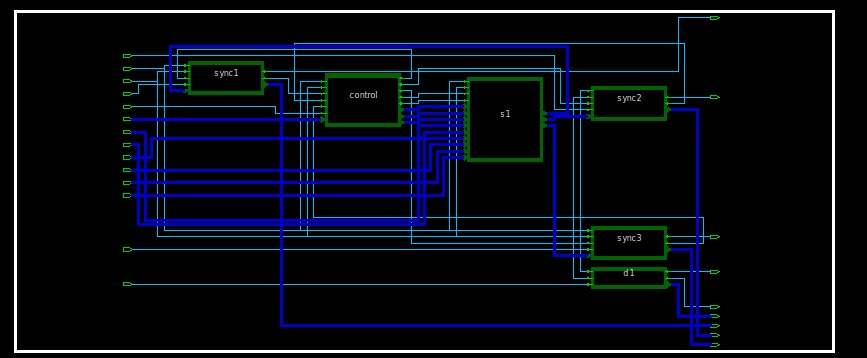 sync1
control
s1
sync2
sync3
d1